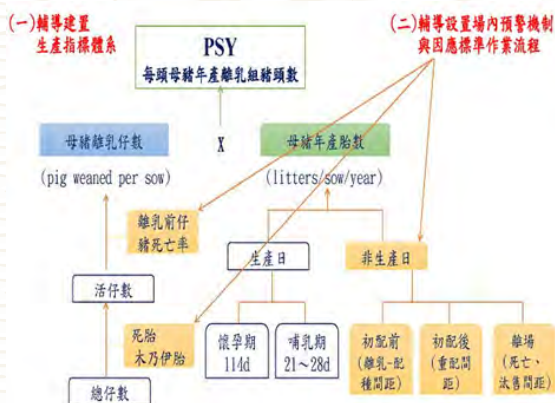 (一)輔導建置
生產指標體系
(二)輔導設置場內預警機制
與因應標準作業流程
PSY
每頭母豬年產離乳組豬頭數
母豬離乳仔數
X
母豬年產胎數
(pig weaned per sow)
(litters/sow/year)
離乳前仔
豬死亡率
生產日
非生產日
活仔數
死胎
木乃伊胎
懷孕期
114d
哺乳期
21～28d
初配前
(離乳-配
種間距)
初配後
(重配間
距)
離場
(死亡、
汰售間距)
總仔數